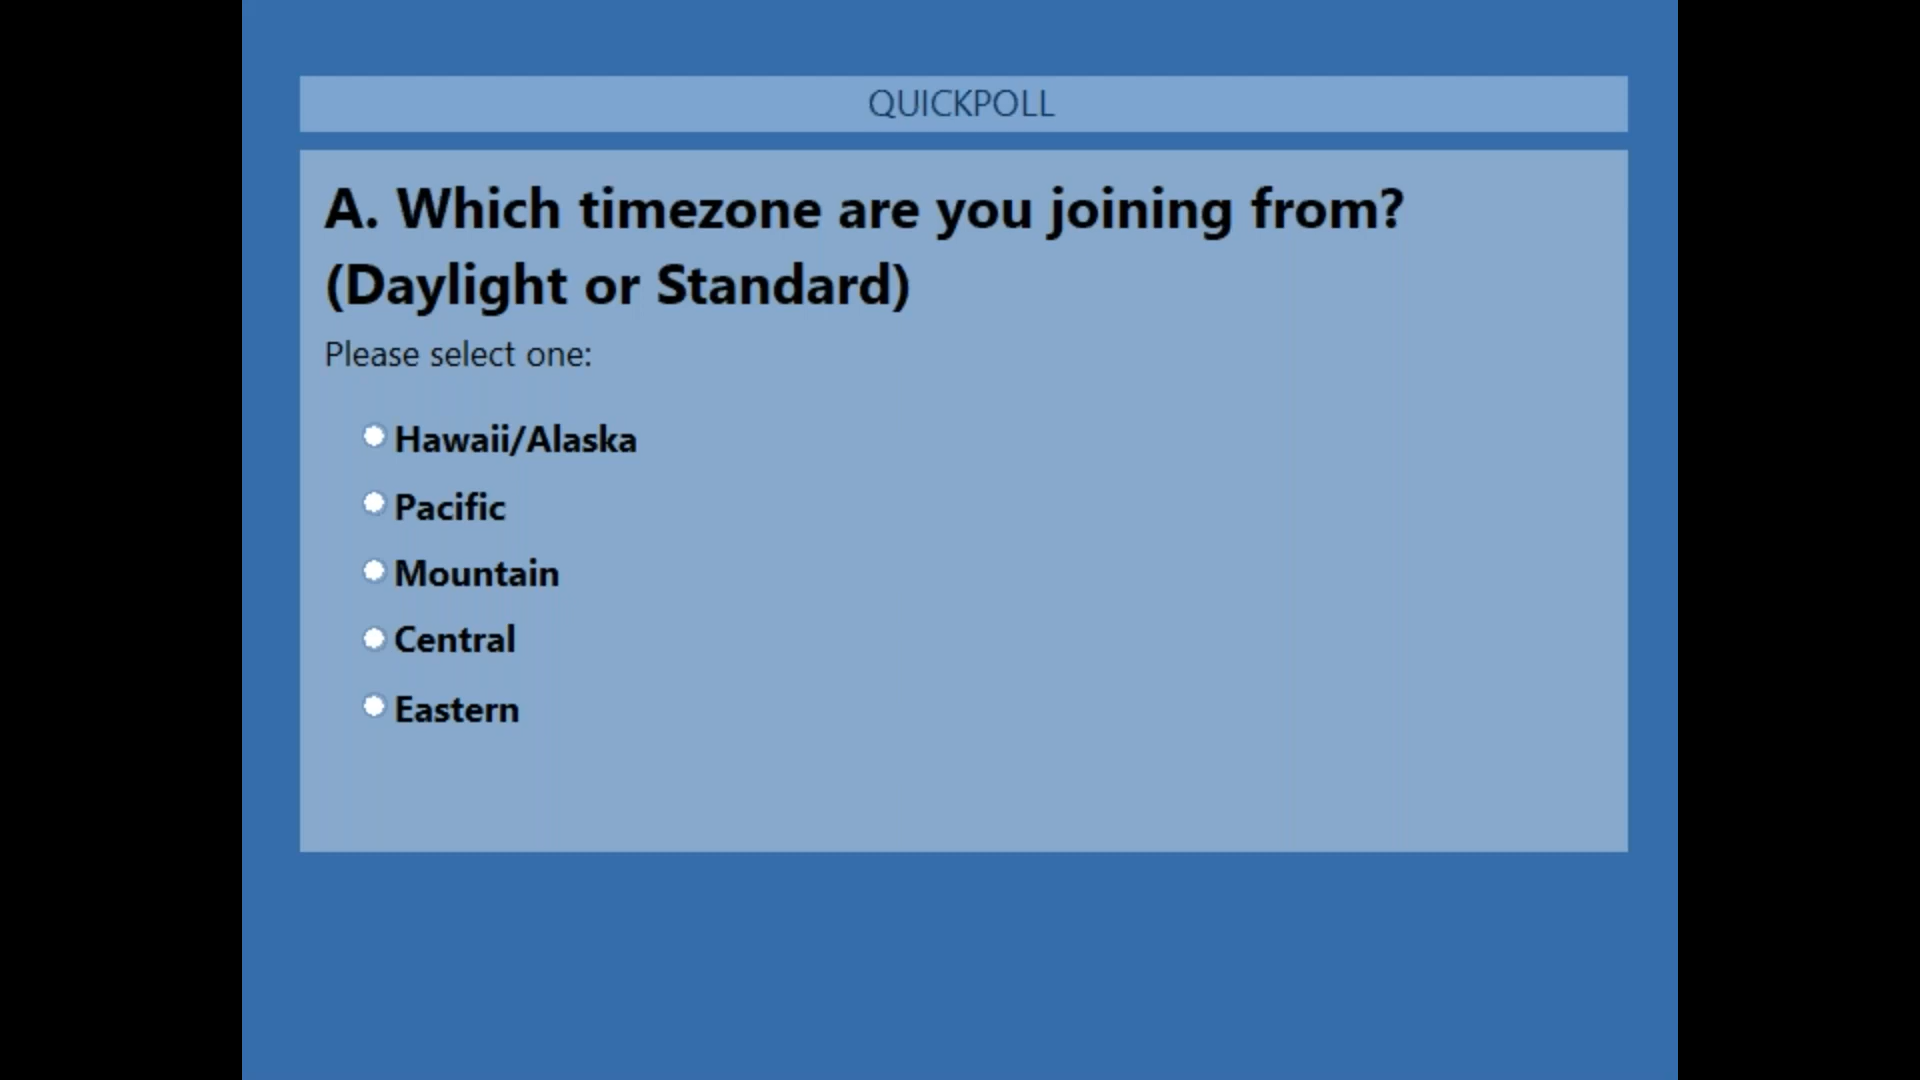 QUICKPOLL
A. Which timezone are you joining from?
(Daylight or Standard)
Please select one:
Hawaii/Alaska
Pacific
Mountain
Central
Eastern